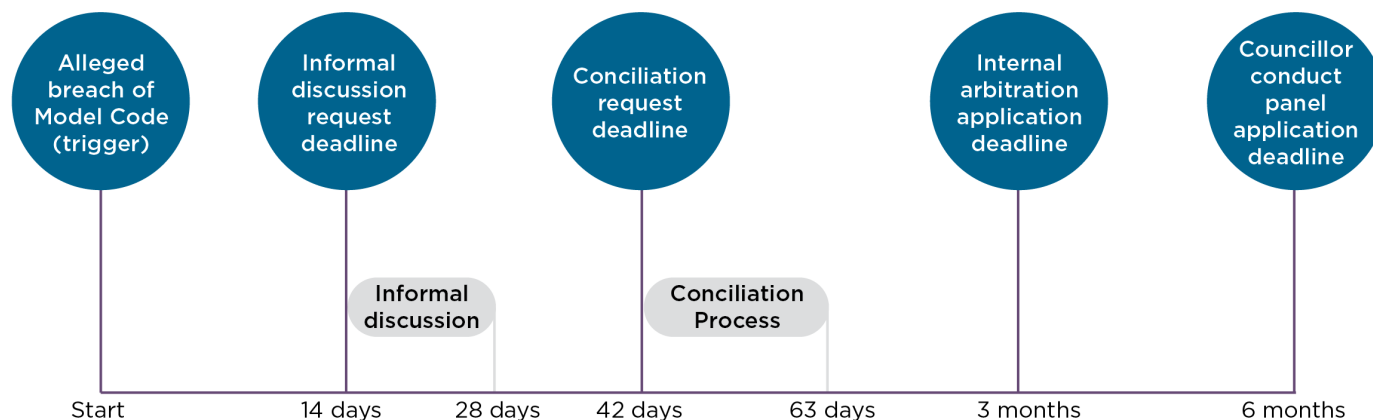 Alleged
breach of
Model Code
(trigger)
Informal
discussion
request
deadline
Conciliation
request
deadline
Internal
arbitration
application
deadline
Councillor
conduct
panel
application
deadline
Informal
discussion
Conciliation
Process
Start
14 days
28 days
42 days
63 days
3 months
6 months